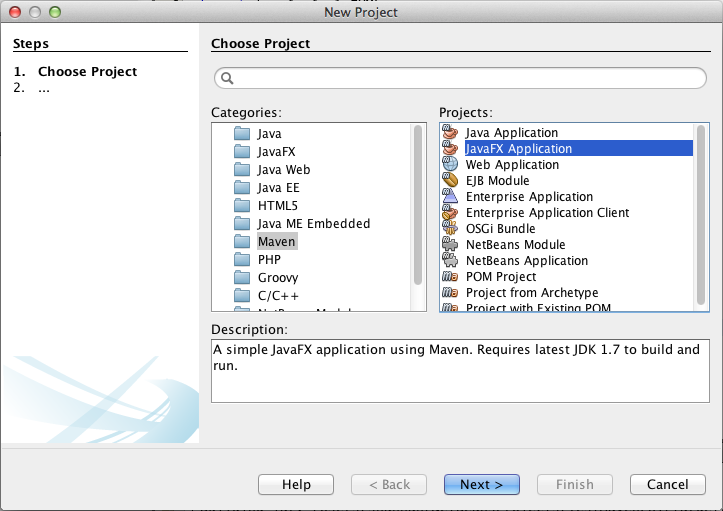 New Project
Steps
1. Choose Project
2. ...
Choose Project
Categories:
Java
JavaFX
Java Web
Java EE
HTML5
Java ME Embedded
Maven
PHP
Groovy
C/C++
Projects:
Java Application
JavaFX Application
Web Application
EJB Module
Enterprise Application
Enterprise Application Client
OSGi Bundle
NetBeans Module
NetBeans Application
POM Project
Project from Archetype
Project with Existing POM
Description:
A simple JavaFX application using Maven. Requires latest JDK 1.7 to build and
run.
Help
< Back
Next >
Finish
Cancel